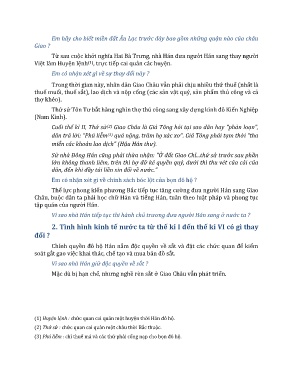 Em hãy cho biết miền đất Âu Lạc trước đây bao gồm những quận nào của châu
Giao ?
Từ sau cuộc khởi nghĩa Hai Bà Trưng, nhà Hán đưa người Hán sang thay người
Việt làm Huyện lệnh(1), trực tiếp cai quản các huyện.
Em có nhận xét gì về sự thay đổi này ?
Trong thời gian này, nhân dân Giao Châu vẫn phải chịu nhiều thứ thuế (nhất là
thuế muối, thuế sắt), lao dịch và nộp cống (các sản vật quý, sản phẩm thủ công và cả
thợ khéo).
Thứ sử Tôn Tư bắt hàng nghìn thợ thủ công sang xây dựng kinh đô Kiến Nghiệp
(Nam Kinh).
Cuối thế kỉ II, Thứ sử(2) Giao Châu là Giả Tông hỏi tại sao dân hay "phản loạn",
dân trả lời: "Phú liễm(3) quá nặng, trăm họ xác xơ". Giả Tông phải tạm thời "tha
miễn các khoản lao dịch" (Hậu Hán thư).
Sử nhà Đông Hán cũng phải thừa nhận: "Ở đất Giao Chỉ...thứ sử trước sau phần
lớn không thanh liêm, trên thì bợ đỡ kẻ quyền quý, dưới thì thu vét của cải của
dân, đến khi đầy túi liền xin đổi về nước."
Em có nhận xét gì về chính sách bóc lột của bọn đô hộ ?
Thế lực phong kiến phương Bắc tiếp tục tăng cường đưa người Hán sang Giao
Châu, buộc dân ta phải học chữ Hán và tiếng Hán, tuân theo luật pháp và phong tục
tập quán của người Hán.
Vì sao nhà Hán tiếp tục thi hành chủ trương đưa người Hán sang ở nước ta ?
2. Tình hình kinh tế nước ta từ thế kỉ I đến thế kỉ VI có gì thay
đổi ?
Chính quyền đô hộ Hán nắm độc quyền về sắt và đặt các chức quan để kiểm
soát gắt gao việc khai thác, chế tạo và mua bán đồ sắt.
Vì sao nhà Hán giữ độc quyền về sắt ?
Mặc dù bị hạn chế, nhưng nghề rèn sắt ở Giao Châu vẫn phát triển.
(1) Huyện lệnh : chức quan cai quản một huyện thời Hán đô hộ.
(2) Thứ sử : chức quan cai quản một châu thời Bắc thuộc.
(3) Phú liễm : chỉ thuế má và các thứ phải cống nạp cho bọn đô hộ.